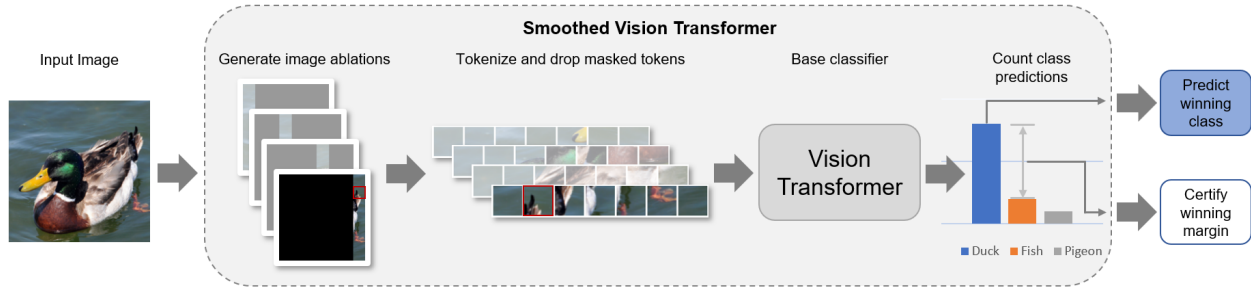 Smoothed Vision Transformer
Input Image
Generate image ablations
Tokenize and drop masked tokens
Base classifier
Count class
predictions
Vision
Transformer
Duck
Fish
Pigeon
Predict
winning
class
Certify
winning
margin